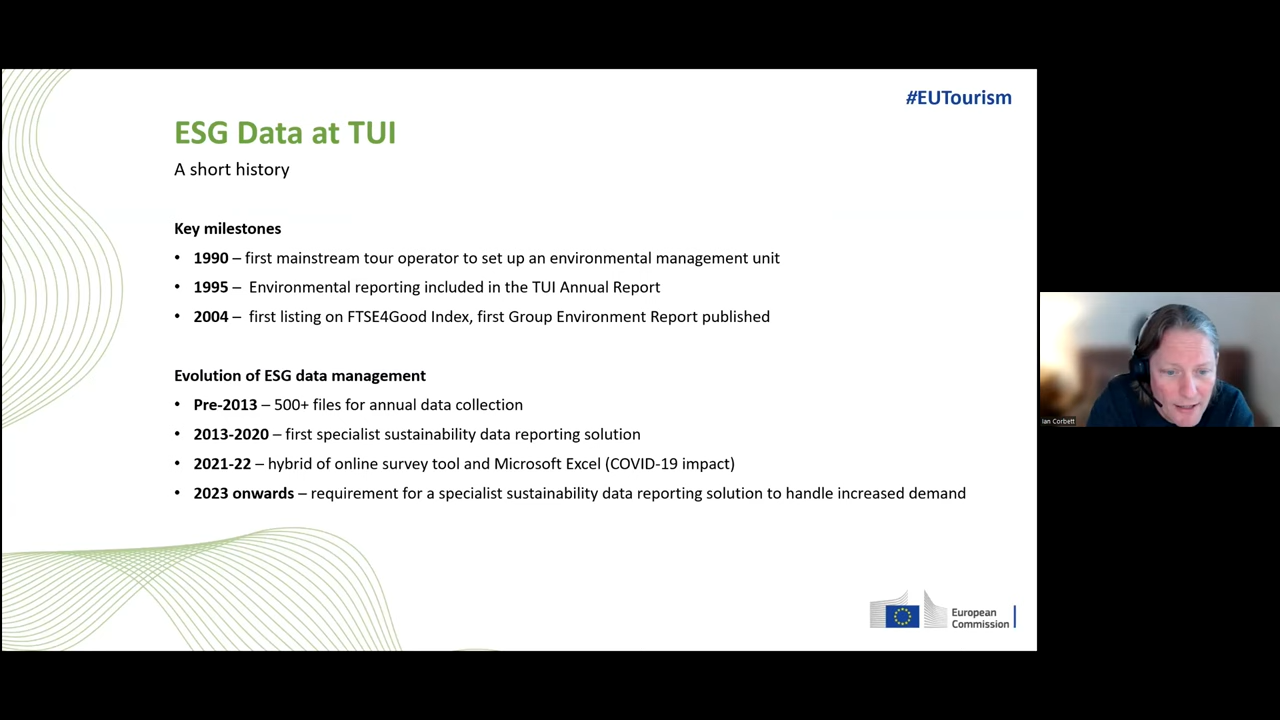 #EUTourism
ESG Data at TUI
A short history
Key milestones
• 1990 – first mainstream tour operator to set up an environmental management unit
• 1995 – Environmental reporting included in the TUI Annual Report
• 2004 – first listing on FTSE4Good Index, first Group Environment Report published
Evolution of ESG data management
• Pre-2013 – 500+ files for annual data collection
• 2013-2020 – first specialist sustainability data reporting solution
• 2021-22 – hybrid of online survey tool and Microsoft Excel (COVID-19 impact)
• 2023 onwards – requirement for a specialist sustainability data reporting solution to handle increased demand
Ian Corbett
European
Commission